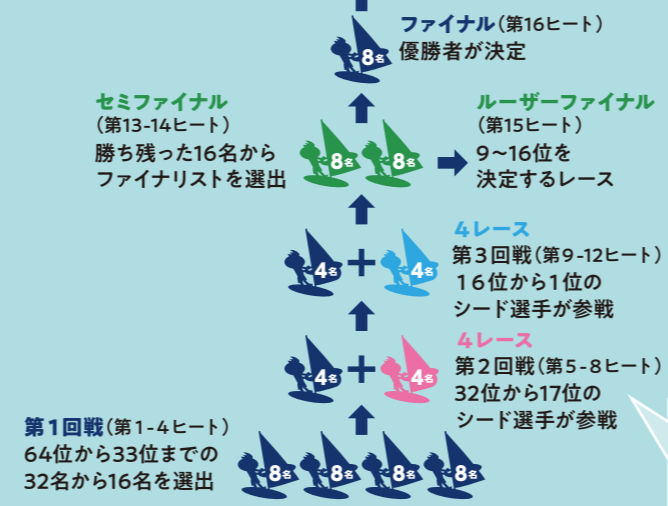 ファイナル(第16ヒート)
優勝者が決定
8名
セミファイナル
(第13-14ヒート)
勝ち残った16名から
ファイナリストを選出
8名 8名
ルーザーファイナル
(第15ヒート)
9〜16位を
決定するレース
4名+4名
4レース
第3回戦(第9-12ヒート)
16位から1位の
シード選手が参戦
4名+4名
4レース
第2回戦(第5-8ヒート)
32位から17位の
シード選手が参戦
第1回戦(第1-4ヒート)
64位から33位までの
32名から16名を選出
8名 8名 8名 8名